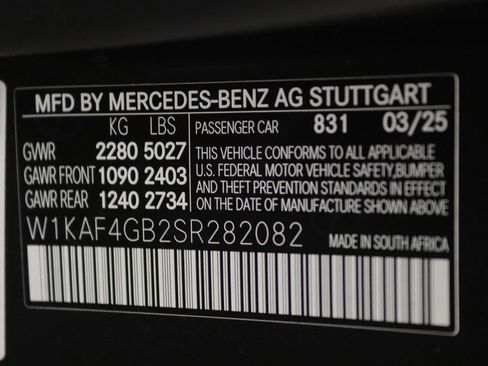 MFD BY MERCEDES-BENZ AG STUTTGART
KG LBS
GVWR 2280 5027
GAWR FRONT 1090 2403
GAWR REAR 1240 2734
PASSENGER CAR 831 03/25
THIS VEHICLE CONFORMS TO ALL APPLICABLE
U.S. FEDERAL MOTOR VEHICLE SAFETY,BUMPER
AND THEFT PREVENTION STANDARDS IN EFFECT
ON THE DATE OF MANUFACTURE SHOWN ABOVE.
W1KAF4GB2SR282082
MADE IN SOUTH AFRICA